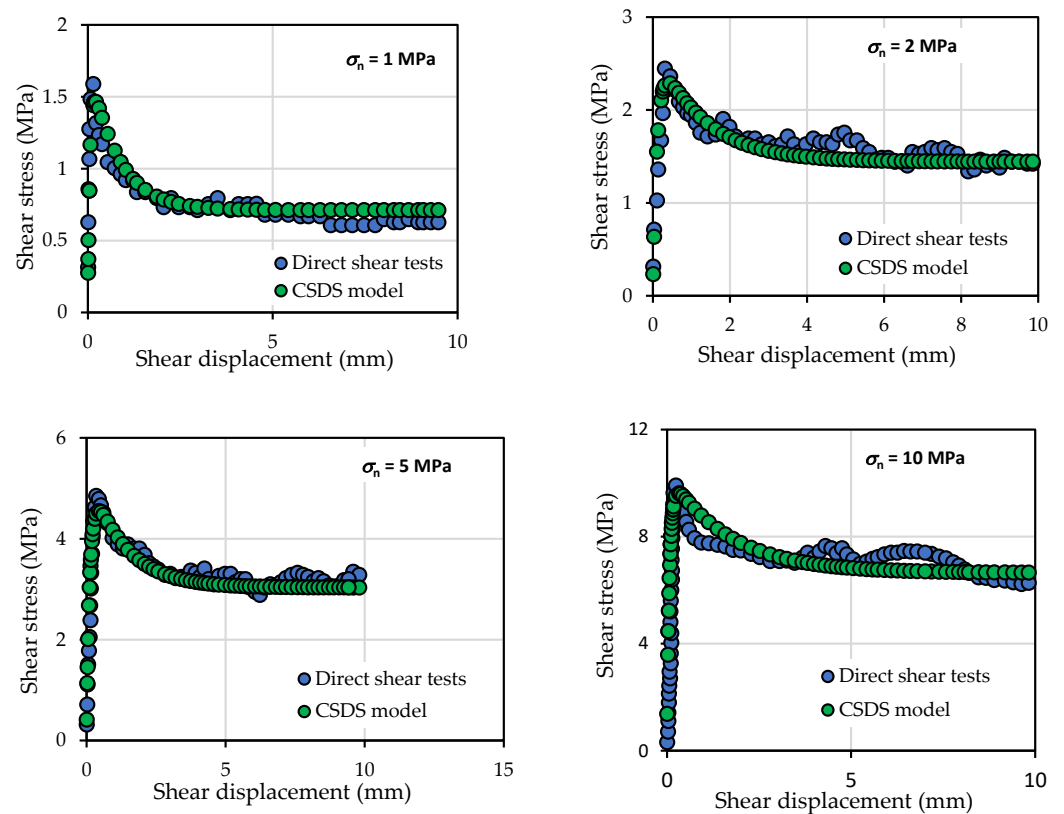 2
1.5
1
0.5
0
Shear stress (MPa)
σn = 1 MPa
Direct shear tests
CSDS model
0
5
10
Shear displacement (mm)
3
2
1
0
Shear stress (MPa)
σn = 2 MPa
Direct shear tests
CSDS model
0
2
4
6
8
10
Shear displacement (mm)
6
4
2
0
Shear stress (MPa)
σn = 5 MPa
Direct shear tests
CSDS model
0
5
10
15
Shear displacement (mm)
12
8
4
0
Shear stress (MPa)
σn = 10 MPa
Direct shear tests
CSDS model
0
5
10
Shear displacement (mm)